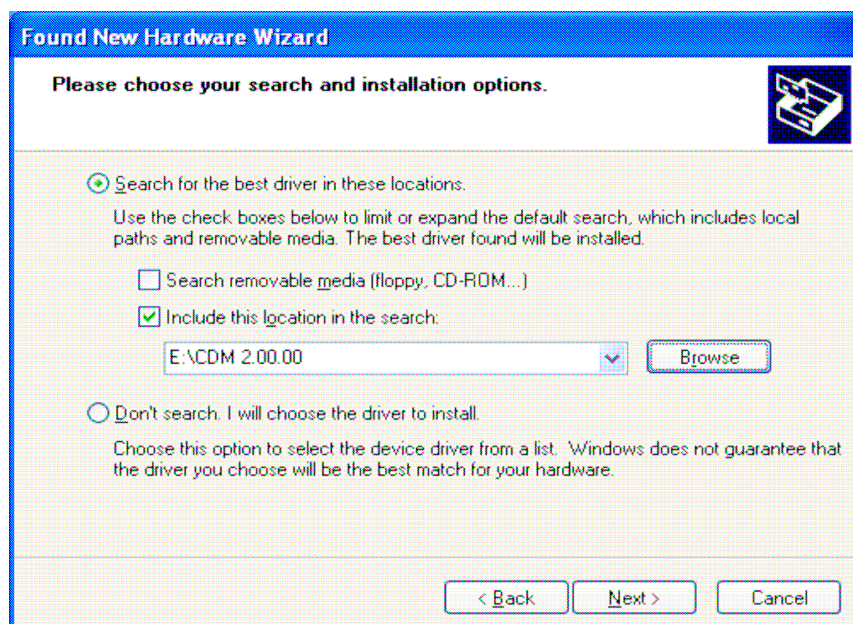 Found New Hardware Wizard
Please choose your search and installation options.
Search for the best driver in these locations.
Use the check boxes below to limit or expand the default search, which includes local
paths and removable media. The best driver found will be installed.
Search removable media (floppy, CD-ROM...)
Include this location in the search:
E:\CDM 2.00.00
Browse
Don't search. I will choose the driver to install.
Choose this option to select the device driver from a list. Windows does not guarantee that
the driver you choose will be the best match for your hardware.
< Back
Next >
Cancel